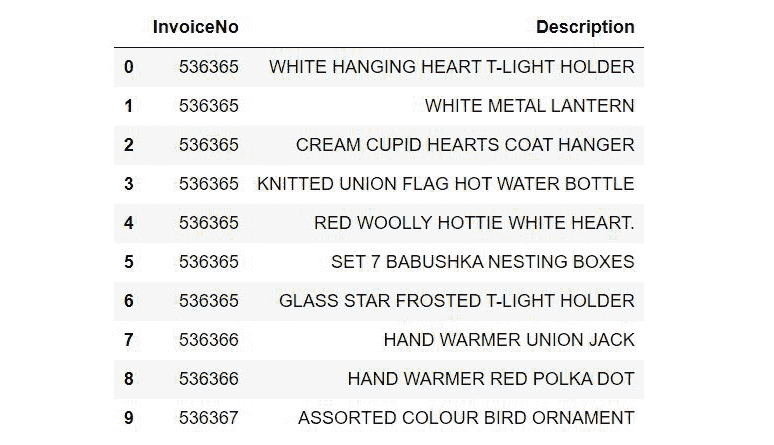 InvoiceNo Description
0 536365 WHITE HANGING HEART T-LIGHT HOLDER
1 536365 WHITE METAL LANTERN
2 536365 CREAM CUPID HEARTS COAT HANGER
3 536365 KNITTED UNION FLAG HOT WATER BOTTLE
4 536365 RED WOOLLY HOTTIE WHITE HEART.
5 536365 SET 7 BABUSHKA NESTING BOXES
6 536365 GLASS STAR FROSTED T-LIGHT HOLDER
7 536366 HAND WARMER UNION JACK
8 536366 HAND WARMER RED POLKA DOT
9 536367 ASSORTED COLOUR BIRD ORNAMENT